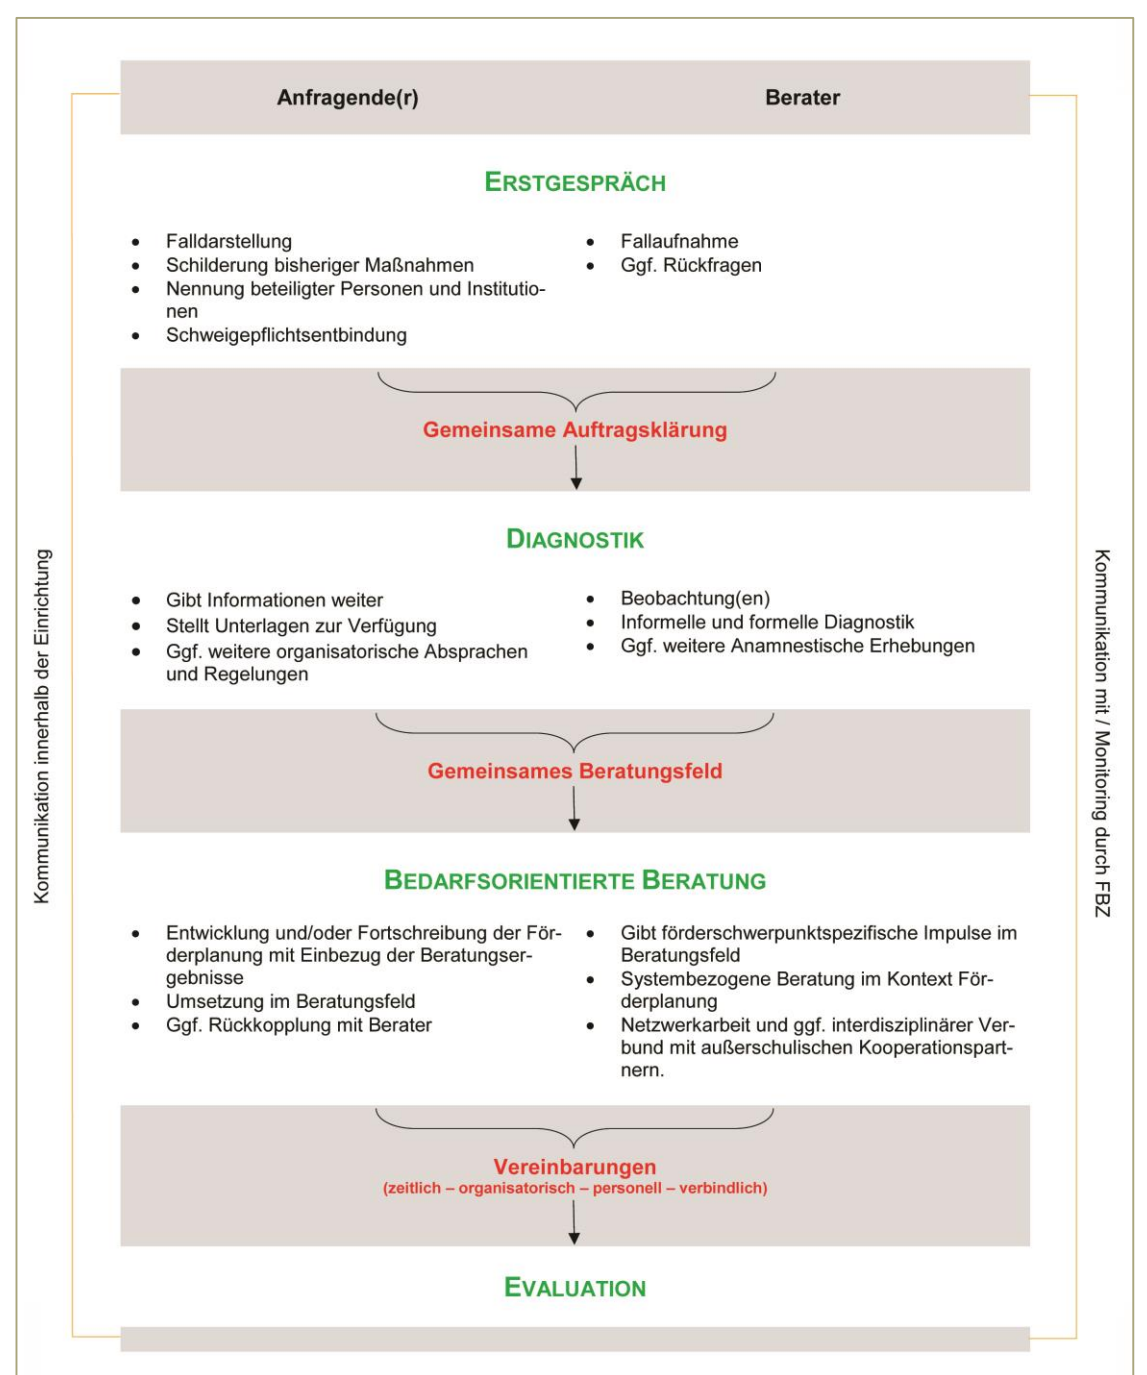 Anfragende(r) Berater
ERSTGESPRÄCH
• Falldarstellung
• Schilderung bisheriger Maßnahmen
• Nennung beteiligter Personen und Institutio-
nen
• Schweigepflichtsentbindung
• Fallaufnahme
• Ggf. Rückfragen
Gemeinsame Auftragsklärung
DIAGNOSTIK
• Gibt Informationen weiter
• Stellt Unterlagen zur Verfügung
• Ggf. weitere organisatorische Absprachen
und Regelungen
• Beobachtung(en)
• Informelle und formelle Diagnostik
• Ggf. weitere Anamnestische Erhebungen
Gemeinsames Beratungsfeld
BEDARFSORIENTIERTE BERATUNG
• Entwicklung und/oder Fortschreibung der För-
derplanung mit Einbezug der Beratungser-
gebnisse
• Umsetzung im Beratungsfeld
• Ggf. Rückkopplung mit Berater
• Gibt förderschwerpunktspezifische Impulse im
Beratungsfeld
• Systembezogene Beratung im Kontext För-
derplanung
• Netzwerkarbeit und ggf. interdisziplinärer Ver-
bund mit außerschulischen Kooperationspart-
nern.
Vereinbarungen
(zeitlich – organisatorisch – personell – verbindlich)
EVALUATION
Kommunikation innerhalb der Einrichtung
Kommunikation mit / Monitoring durch FBZ